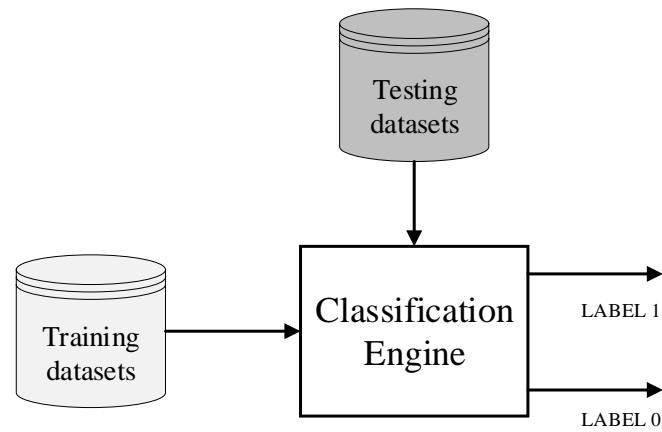 Testing
datasets
Training
datasets
Classification
Engine
LABEL 1
LABEL 0